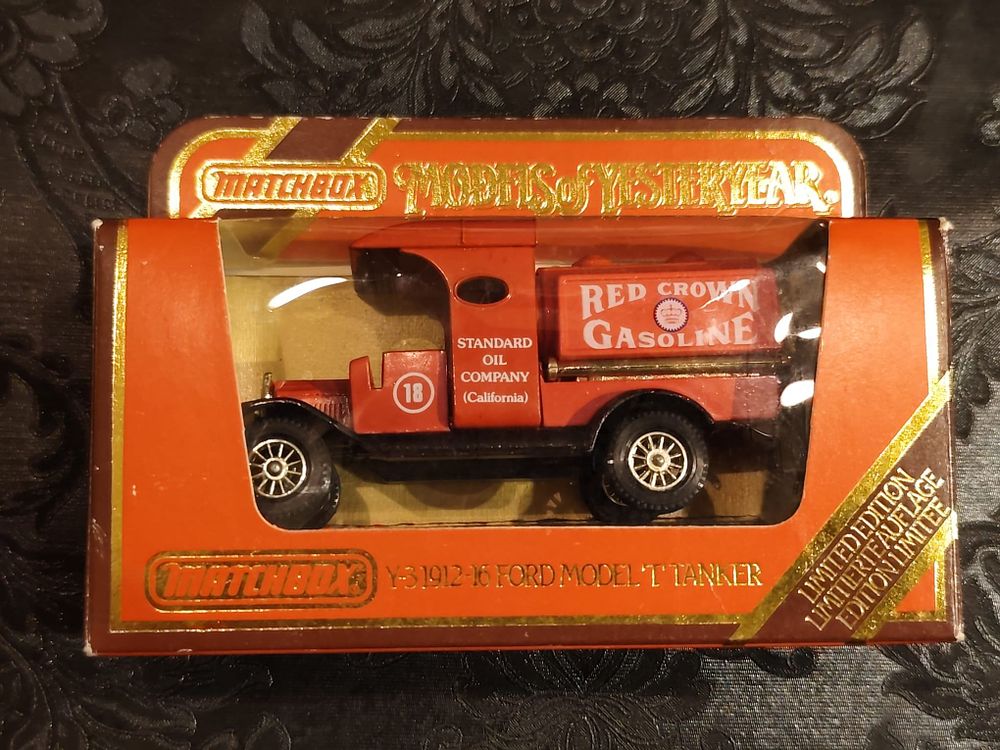 MATCHBOX
MODELS of YESTERYEAR
RED CROWN
GASOLINE
STANDARD
OIL
COMPANY
(California)
18
MATCHBOX
Y-3 1912-16 FORD MODEL 'T' TANKER
LIMITED EDITION
LIMITIERTE AUFLAGE
EDITION LIMITEE